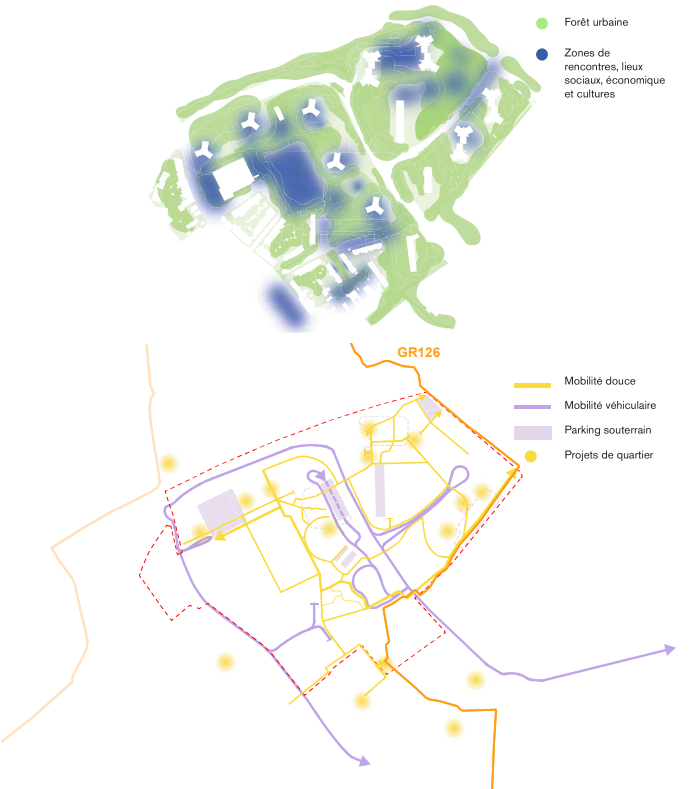 Forêt urbaine
Zones de
rencontres, lieux
sociaux, économique
et cultures
GR126
Mobilité douce
Mobilité véhiculaire
Parking souterrain
Projets de quartier